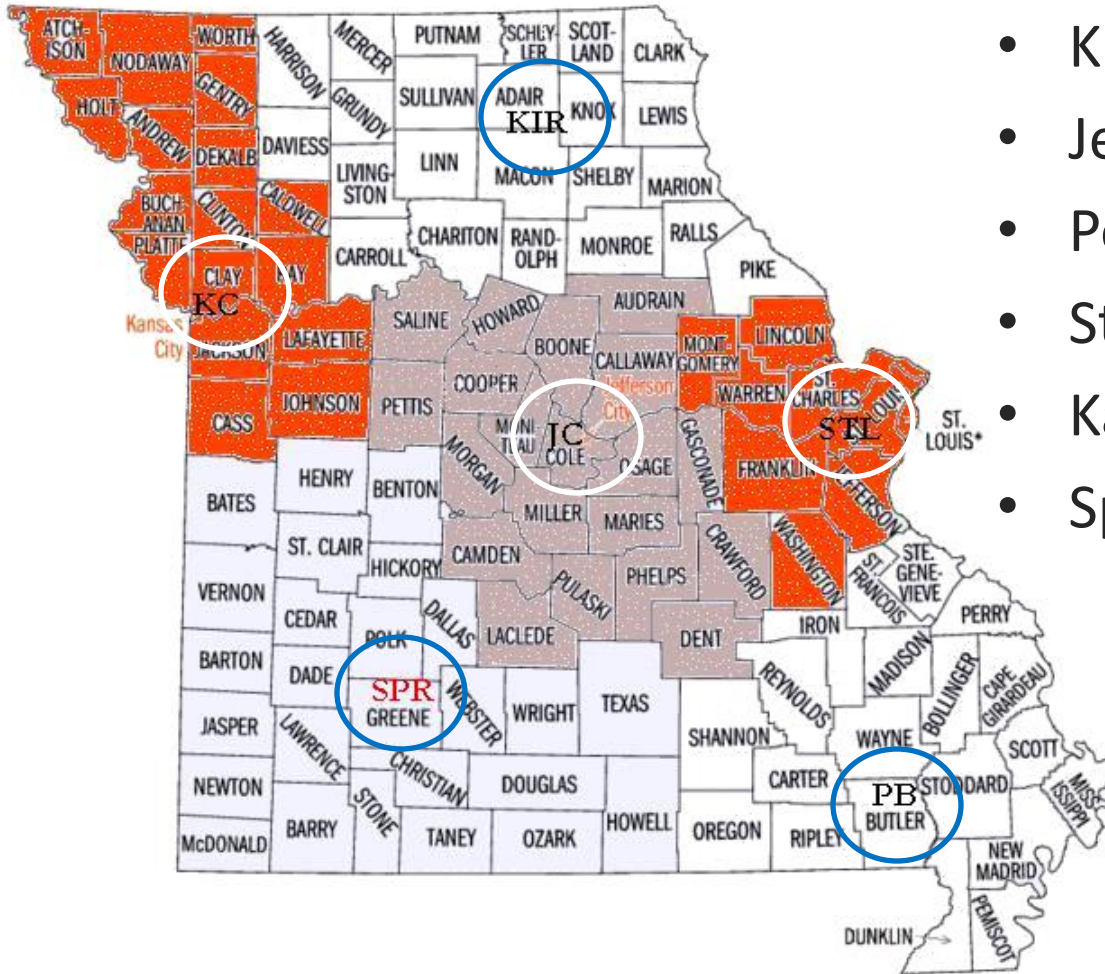 ATCH-
ISON
NODAWAY
WORTH
HARRISON
MERCER
PUTNAM
SCHUY-
LER
SCOT-
LAND
CLARK
HOLT
ANDREW
GENTRY
DEKALB
DAVIESS
GRUNDY
SULLIVAN
ADAIR
KIR
KNOX
LEWIS
LIVING-
STON
LINN
MACON
SHELBY
MARION
BUCH-
ANAN
PLATTE
CLINTON
CALDWELL
CARROLL
CHARITON
RAND-
OLPH
MONROE
RALLS
PIKE
CLAY
KC
RAY
Kansas
City
JACKSON
LAFAYETTE
SALINE
HOWARD
BOONE
AUDRAIN
CALLAWAY
MONT-
GOMERY
LINCOLN
WARREN
ST.
CHARLES
ST.
LOUIS*
STL
CASS
JOHNSON
PETTIS
COOPER
MONI
TEAU
JC
COLE
Jefferson
City
OSAGE
GASCONADE
FRANKLIN
JEFFERSON
BATES
HENRY
BENTON
MORGAN
MILLER
MARIES
CRAWFORD
WASHINGTON
ST.
FRANCOIS
STE.
GENE-
VIEVE
PERRY
VERNON
ST. CLAIR
HICKORY
CAMDEN
PULASKI
PHELPS
DENT
IRON
MADISON
BOLLINGER
CAPE
GIRARDEAU
CEDAR
POLK
DALLAS
LACLEDE
BARTON
DADE
SPR
GREENE
WEBSTER
WRIGHT
TEXAS
REYNOLDS
SHANNON
WAYNE
SCOTT
JASPER
LAWRENCE
CHRISTIAN
DOUGLAS
CARTER
PB
BUTLER
STODDARD
MISS-
ISSIPPI
NEWTON
STONE
McDONALD
BARRY
TANEY
OZARK
HOWELL
OREGON
RIPLEY
NEW
MADRID
PEMISCOT
DUNKLIN
• K
• Je
• P
• St
• Ka
• Sp